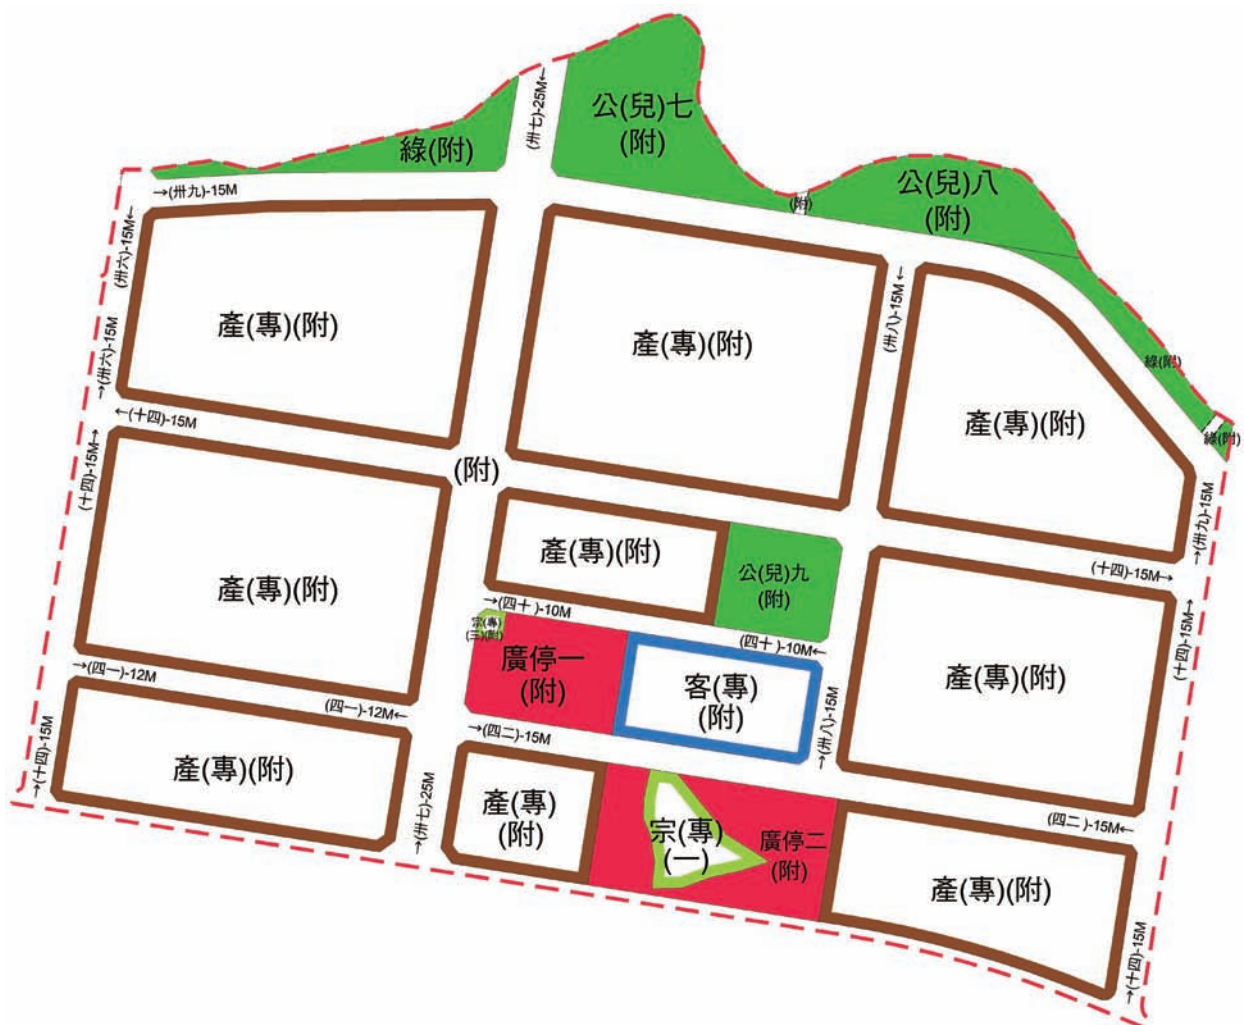 (卅七)-25M←
公(兒)七
(附)
綠(附)
公(兒)八
(附)
(附)
→(卅九)-15M
(卅六)-15M←
→(卅六)-15M
(卅八)-15M←
產(專)(附)
產(專)(附)
產(專)(附)
綠(附)
綠(附)
←(十四)-15M
(十四)-15M→
(附)
→(卅九)-15M
產(專)(附)
產(專)(附)
公(兒)九
(附)
(十四)-15M→
→(四十)-10M
(四十)-10M←
宗(專)
(三)(附)
廣停一
(附)
客(專)
(附)
產(專)(附)
(十四)-15M→
→(四一)-12M
(四一)-12M←
→(四二)-15M
→(卅八)-15M
→(十四)-15M
產(專)(附)
→(卅七)-25M
產(專)
(附)
宗(專)
(一)
廣停二
(附)
(四二)-15M←
產(專)(附)
→(十四)-15M